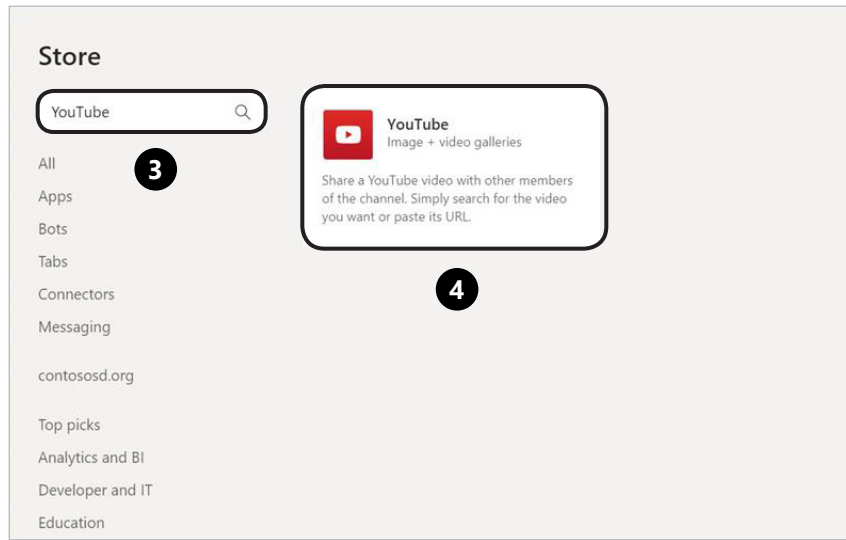 Store
YouTube
3
All
Apps
Bots
Tabs
Connectors
Messaging
contososd.org
Top picks
Analytics and BI
Developer and IT
Education
YouTube
Image + video galleries
Share a YouTube video with other members
of the channel. Simply search for the video
you want or paste its URL.
4